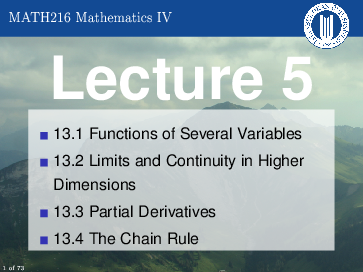 MATH216 Mathematics IV
Lecture 5
13.1 Functions of Several Variables
13.2 Limits and Continuity in Higher
Dimensions
13.3 Partial Derivatives
13.4 The Chain Rule
1 of 73